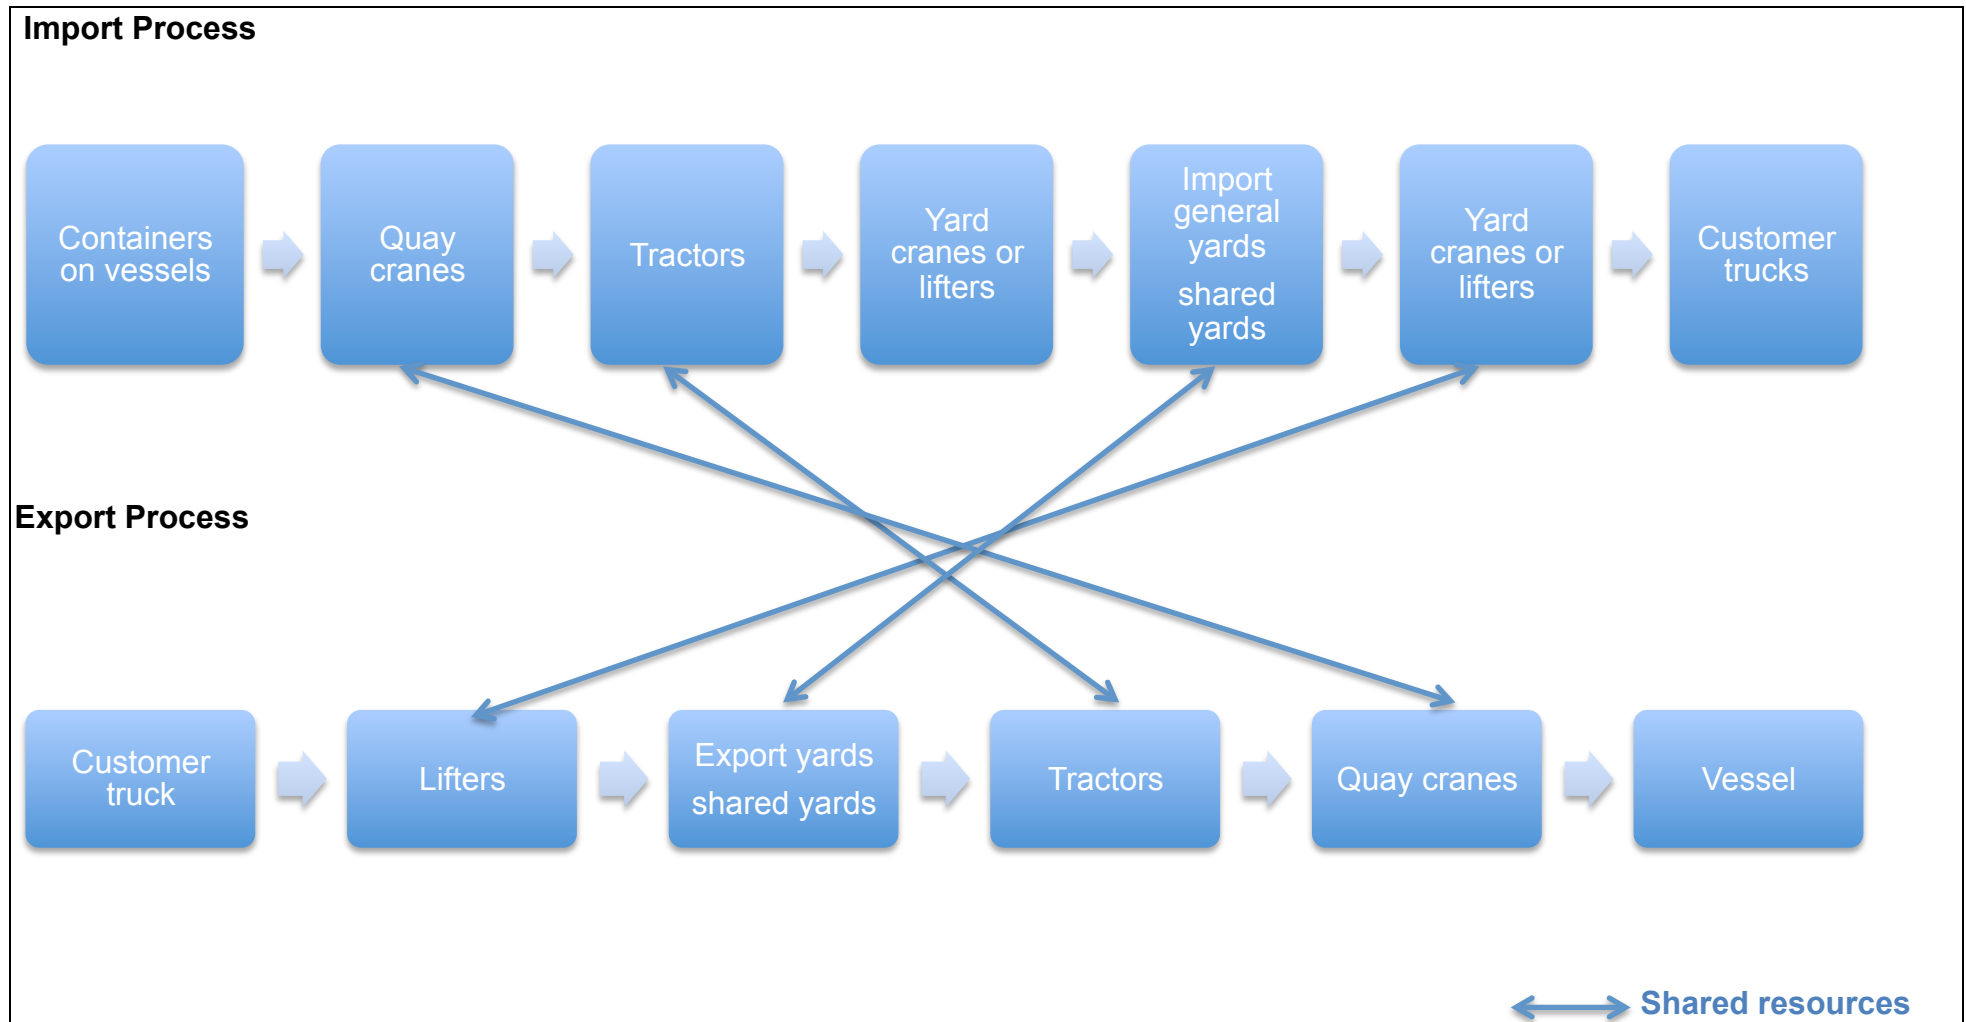 Import Process
Containers
on vessels
Quay
cranes
Tractors
Yard
cranes or
lifters
Import
general
yards
shared
yards
Yard
cranes or
lifters
Customer
trucks
Export Process
Customer
truck
Lifters
Export yards
shared yards
Tractors
Quay cranes
Vessel
Shared resources